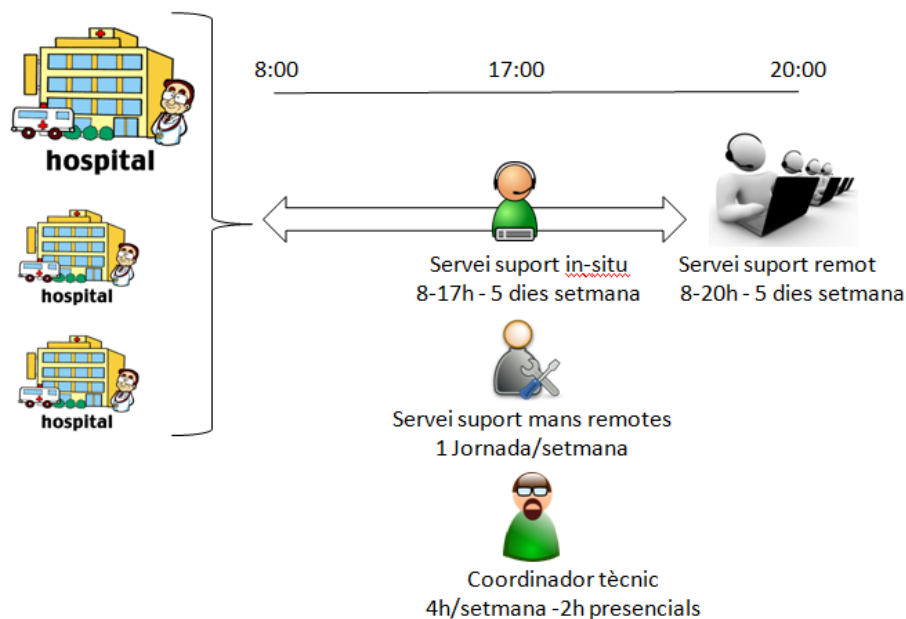 8:00 17:00 20:00
hospital
hospital
hospital
Servei suport in-situ
8-17h - 5 dies setmana
Servei suport remot
8-20h - 5 dies setmana
Servei suport mans remotes
1 Jornada/setmana
Coordinador tècnic
4h/setmana -2h presencials